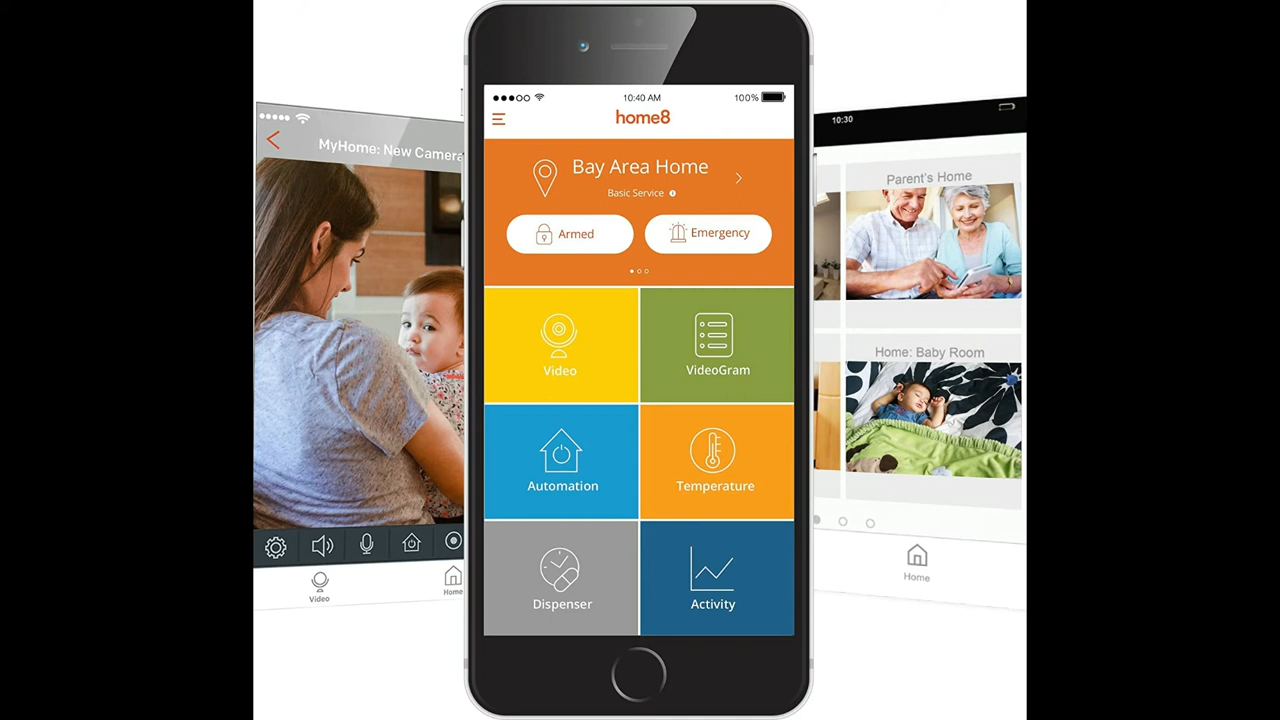 MyHome: New Camera
Video
Home
10:40 AM
100%
home8
Bay Area Home
Basic Service
Armed
Emergency
Video
VideoGram
Automation
Temperature
Dispenser
Activity
10:30
Parent's Home
Home: Baby Room
Home